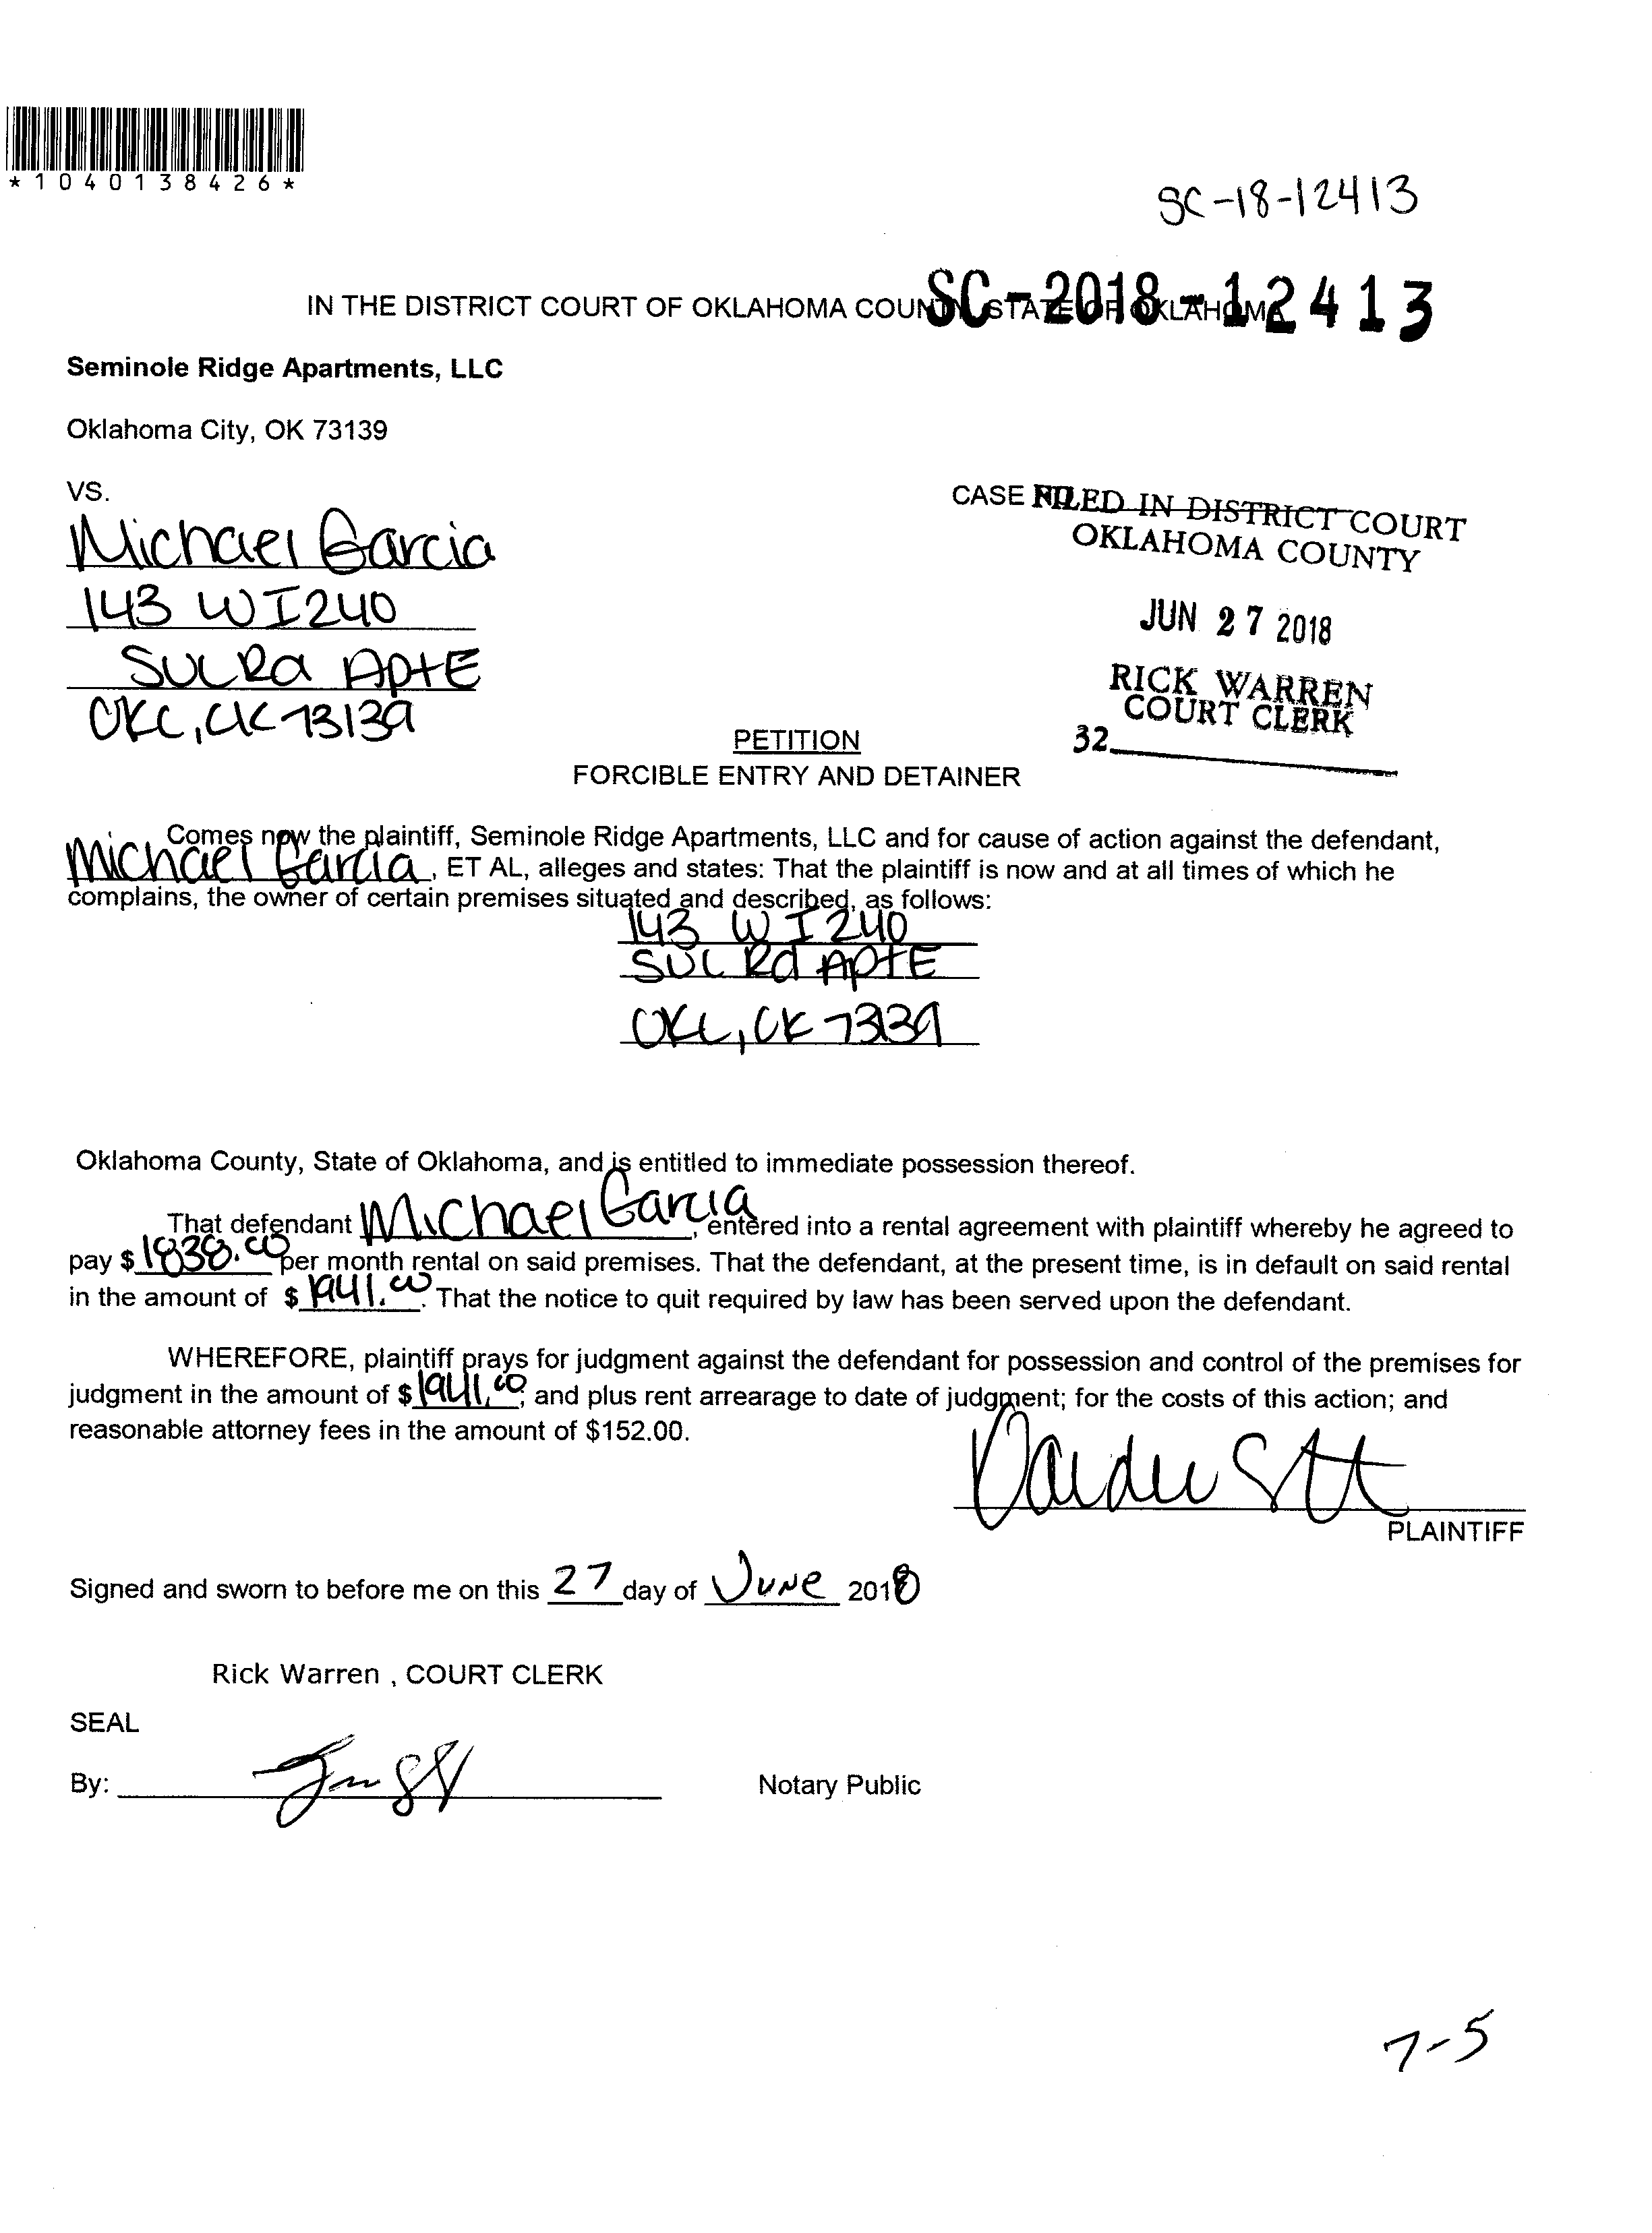 *1040138426*
SC-18-12413
SC-2018-12413
IN THE DISTRICT COURT OF OKLAHOMA COUNTY STATE OF OKLAHOMA
Seminole Ridge Apartments, LLC
Oklahoma City, OK 73139
VS.
CASE NO. FILED IN DISTRICT COURT
OKLAHOMA COUNTY
Michael Garcia
143 W I240
JUN 27 2018
SVC Rd Apt E
RICK WARREN
COURT CLERK
OKC, OK 73139
32
PETITION
FORCIBLE ENTRY AND DETAINER
Comes now the plaintiff, Seminole Ridge Apartments, LLC and for cause of action against the defendant,
Michael Garcia, ET AL, alleges and states: That the plaintiff is now and at all times of which he
complains, the owner of certain premises situated and described, as follows:
143 W I 240
SVC Rd Apt E
OKC, OK 73139
Oklahoma County, State of Oklahoma, and is entitled to immediate possession thereof.
That defendant Michael Garcia, entered into a rental agreement with plaintiff whereby he agreed to
pay $1838.00 per month rental on said premises. That the defendant, at the present time, is in default on said rental
in the amount of $1941.00. That the notice to quit required by law has been served upon the defendant.
WHEREFORE, plaintiff prays for judgment against the defendant for possession and control of the premises for
judgment in the amount of $1941.00; and plus rent arrearage to date of judgment; for the costs of this action; and
reasonable attorney fees in the amount of $152.00.
PLAINTIFF
Signed and sworn to before me on this 27 day of June 2018
Rick Warren , COURT CLERK
SEAL
By:
Notary Public
7-5